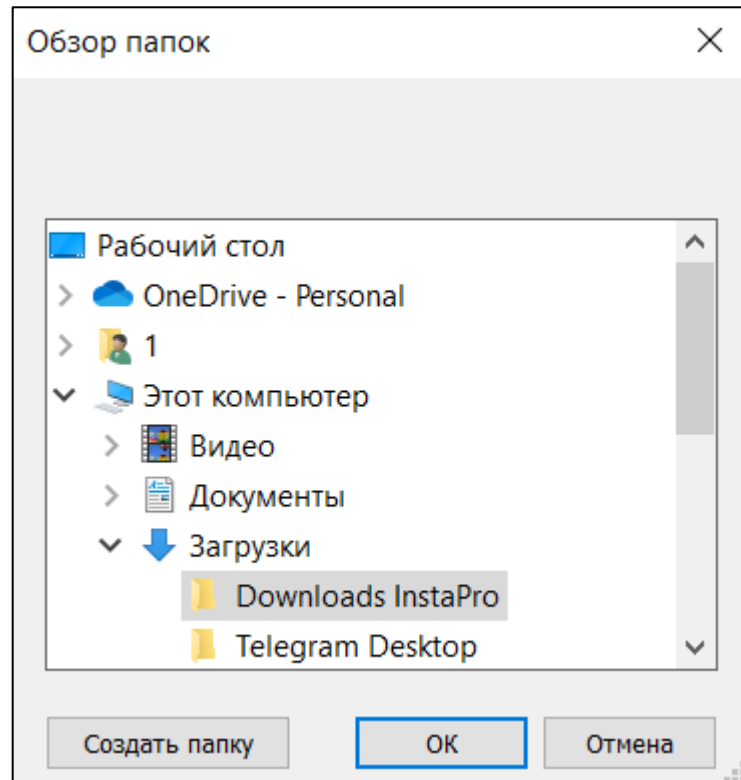 Обзор папок
Рабочий стол
OneDrive - Personal
1
Этот компьютер
Видео
Документы
Загрузки
Downloads InstaPro
Telegram Desktop
Создать папку ОК Отмена